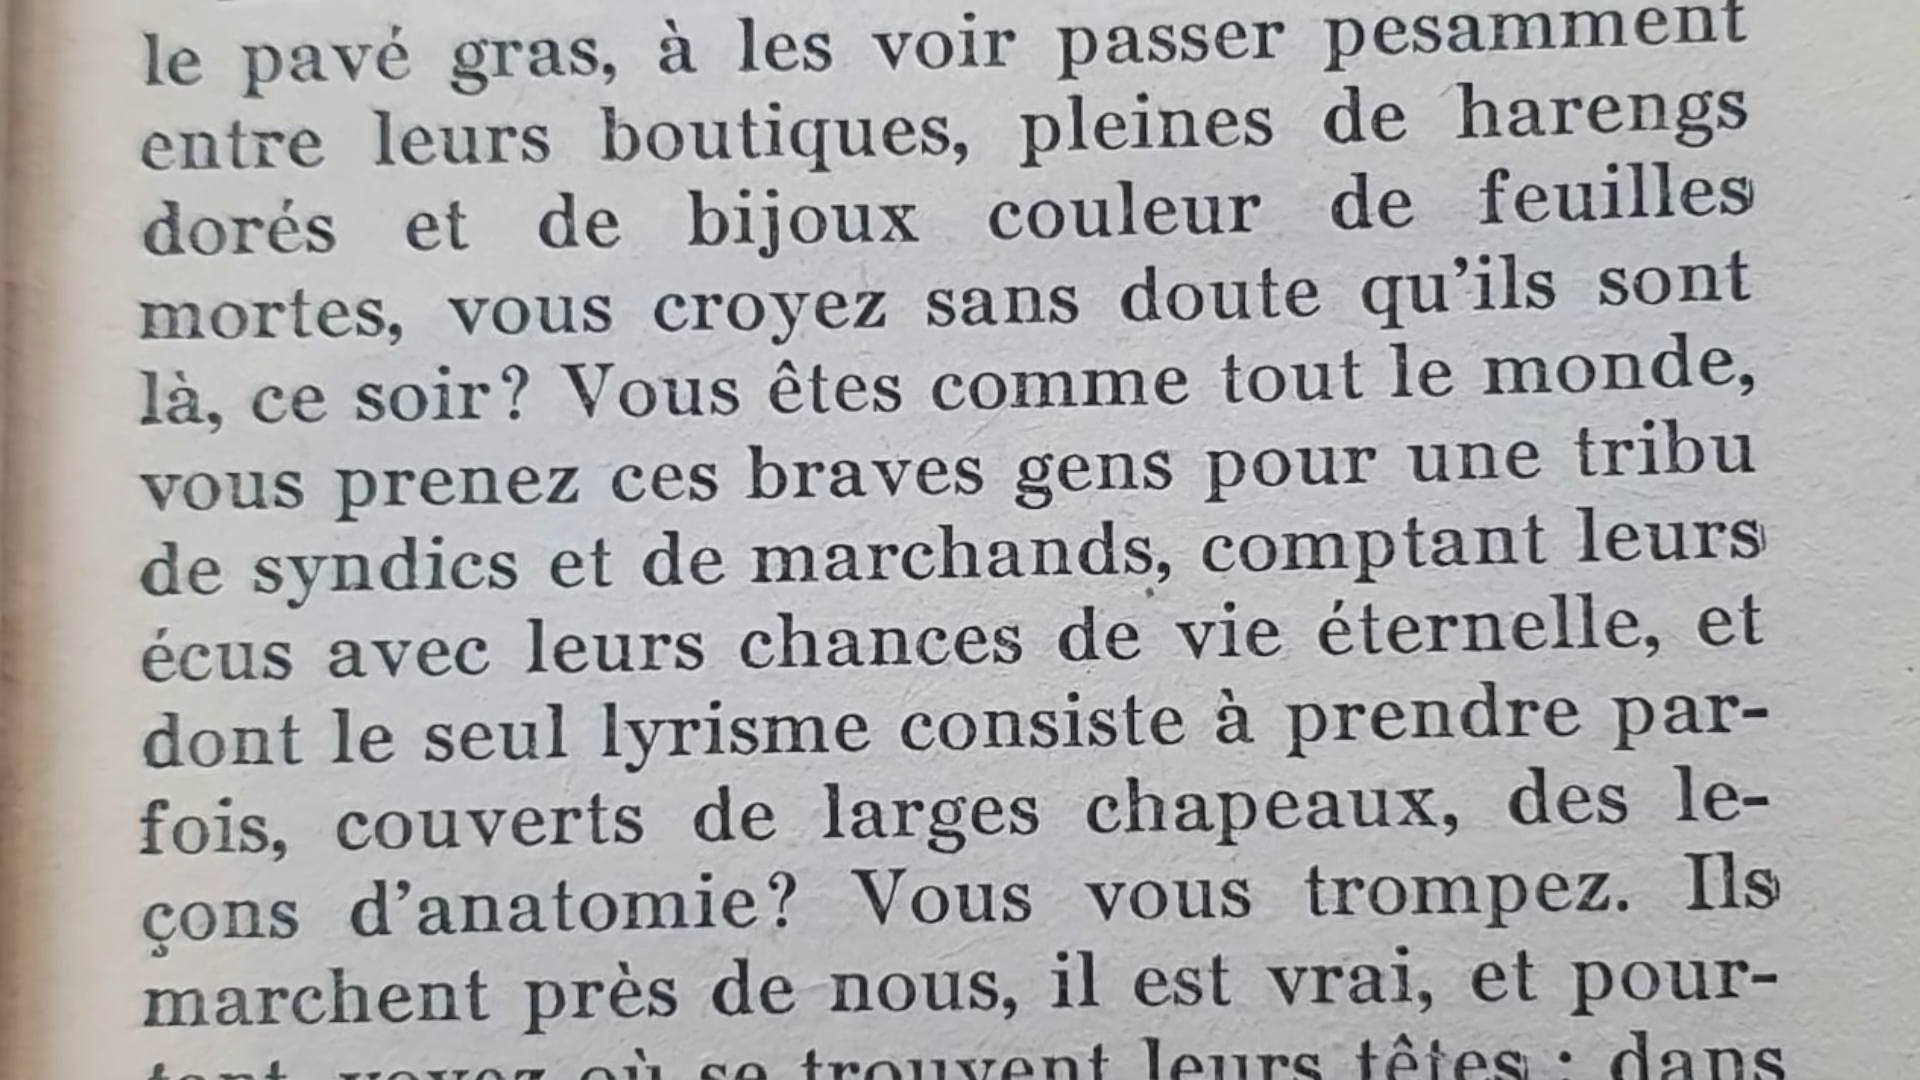 le pavé gras, à les voir passer pesamment
entre leurs boutiques, pleines de harengs
dorés et de bijoux couleur de feuilles
mortes, vous croyez sans doute qu'ils sont
là, ce soir? Vous êtes comme tout le monde,
vous prenez ces braves gens pour une tribu
de syndics et de marchands, comptant leurs
écus avec leurs chances de vie éternelle, et
dont le seul lyrisme consiste à prendre par-
fois, couverts de larges chapeaux, des le-
çons d'anatomie? Vous vous trompez. Ils
marchent près de nous, il est vrai, et pour-
tant, voyez où se trouvent leurs têtes : dans